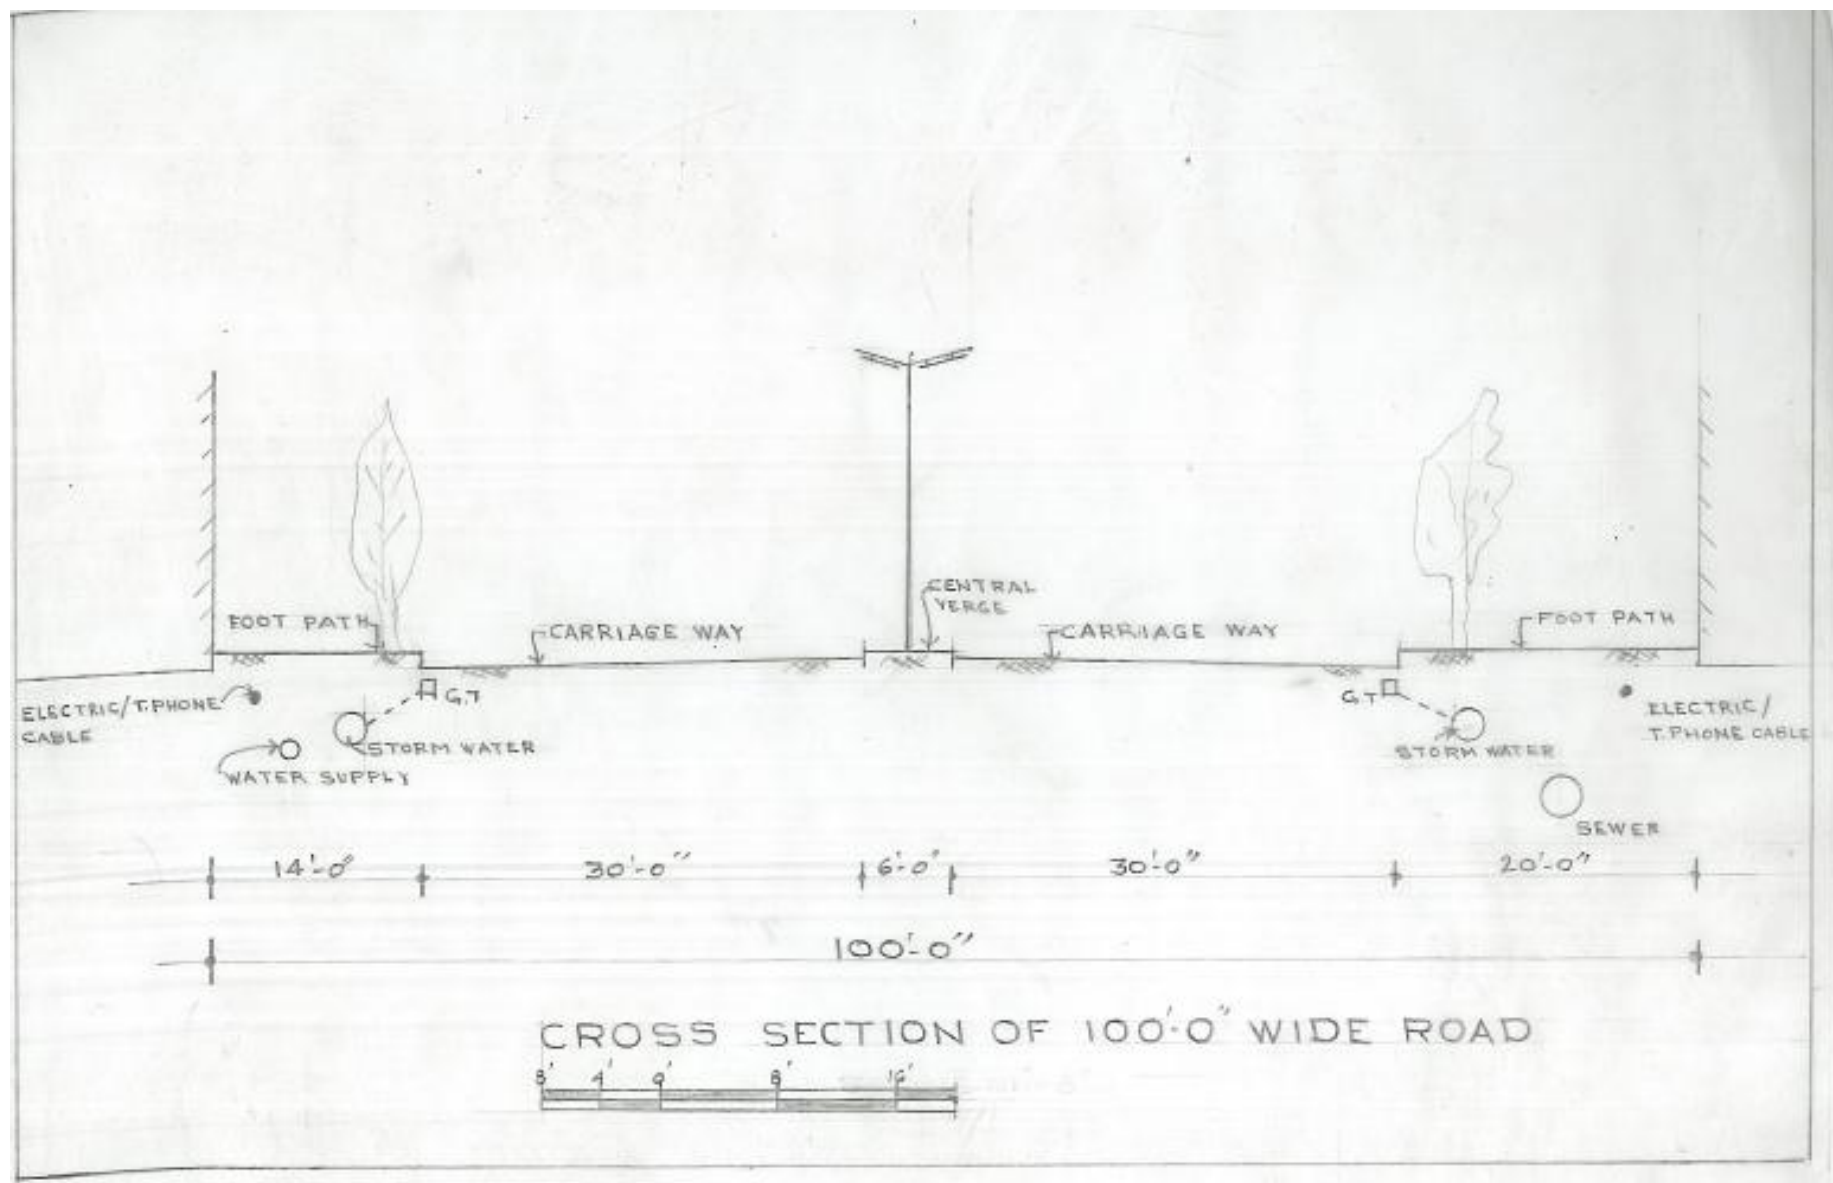 CENTRAL
VERGE
FOOT PATH
CARRIAGE WAY
CARRIAGE WAY
FOOT PATH
ELECTRIC/T.PHONE
CABLE
G.T
STORM WATER
WATER SUPPLY
G.T
STORM WATER
ELECTRIC/
T.PHONE CABLE
SEWER
14'-0" 30'-0" 6'-0" 30'-0" 20'-0"
100'-0"
CROSS SECTION OF 100'-0" WIDE ROAD
8' 4' 0' 8' 16'